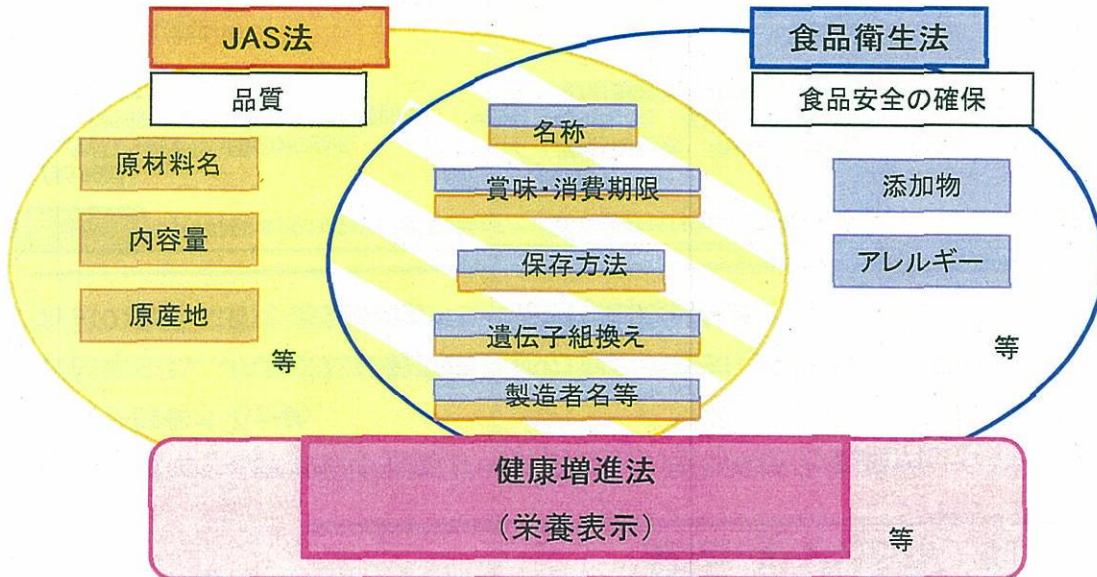 JAS法
品質
原材料名
内容量
原産地
等
名称
賞味・消費期限
保存方法
遺伝子組換え
製造者名等
食品衛生法
食品安全の確保
添加物
アレルギー
等
健康増進法
(栄養表示)
等